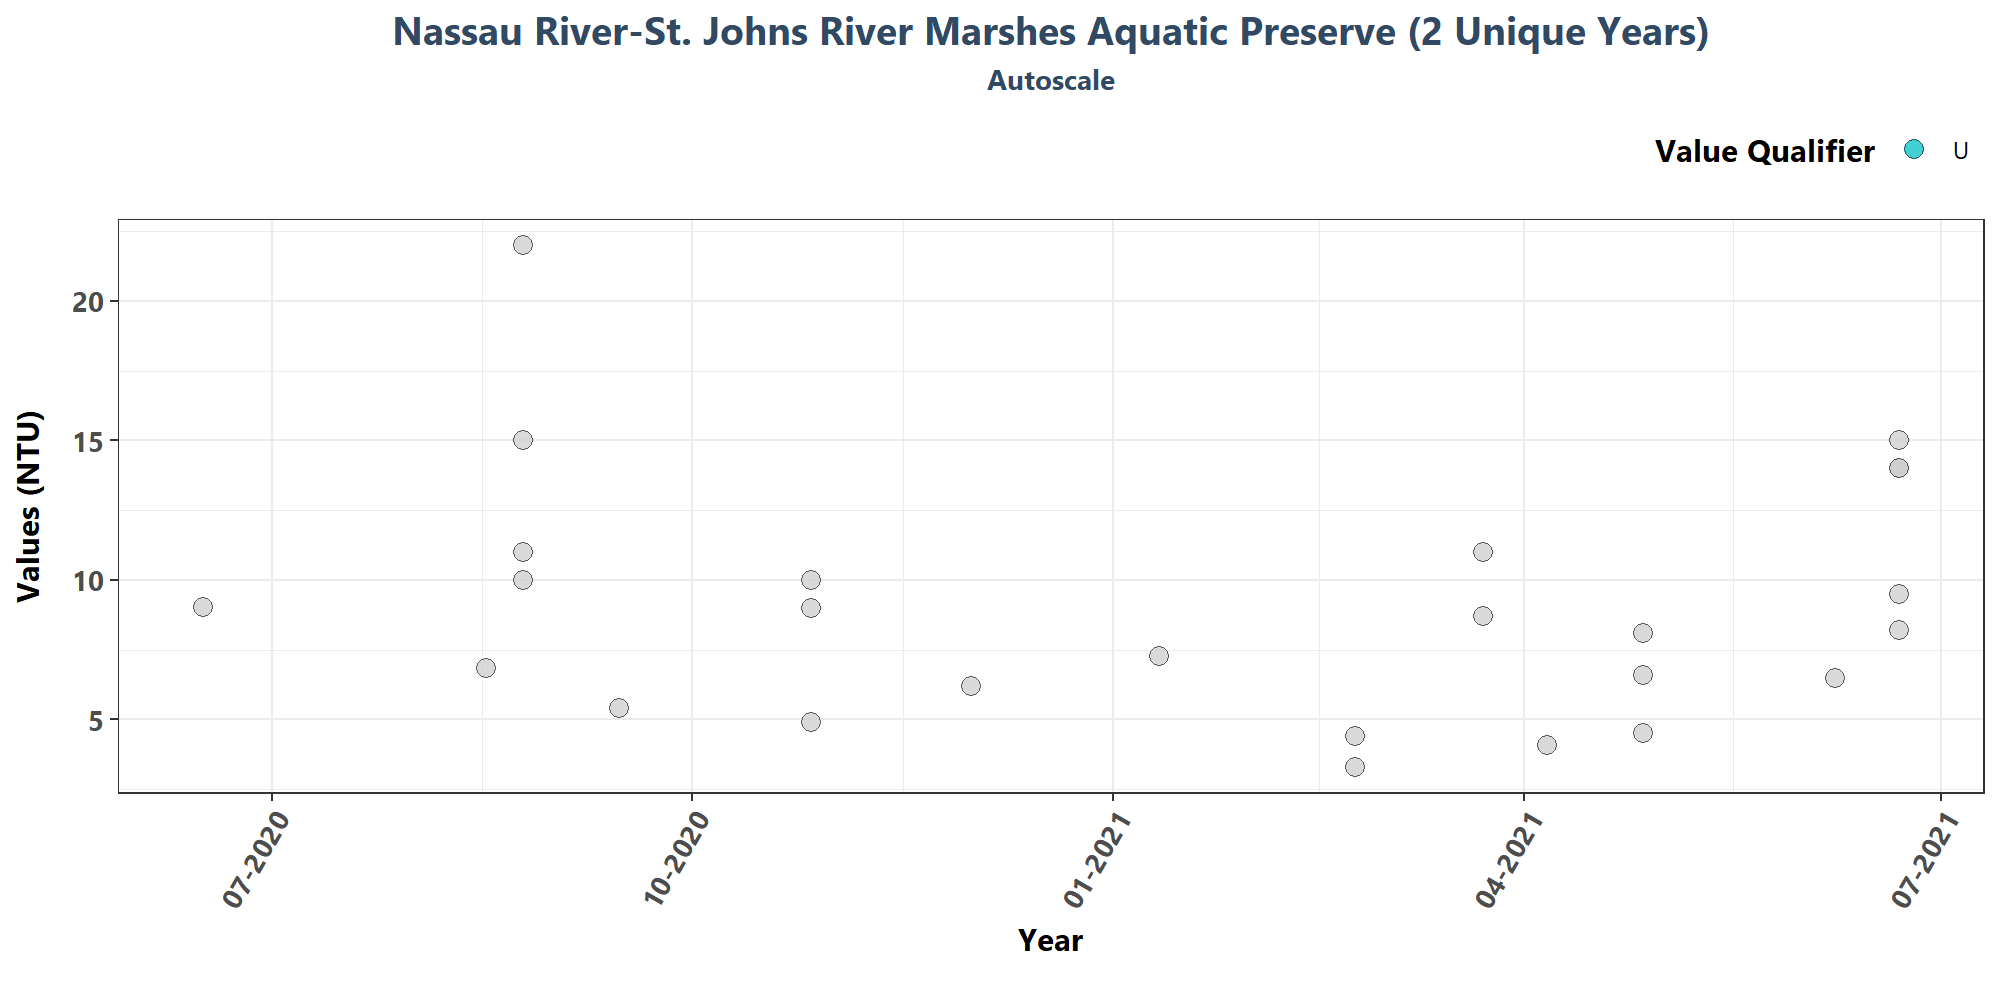 Nassau River-St. Johns River Marshes Aquatic Preserve (2 Unique Years)
Autoscale
Value Qualifier U
Values (NTU)
20
15
10
5
07-2020 10-2020 01-2021 04-2021 07-2021
Year